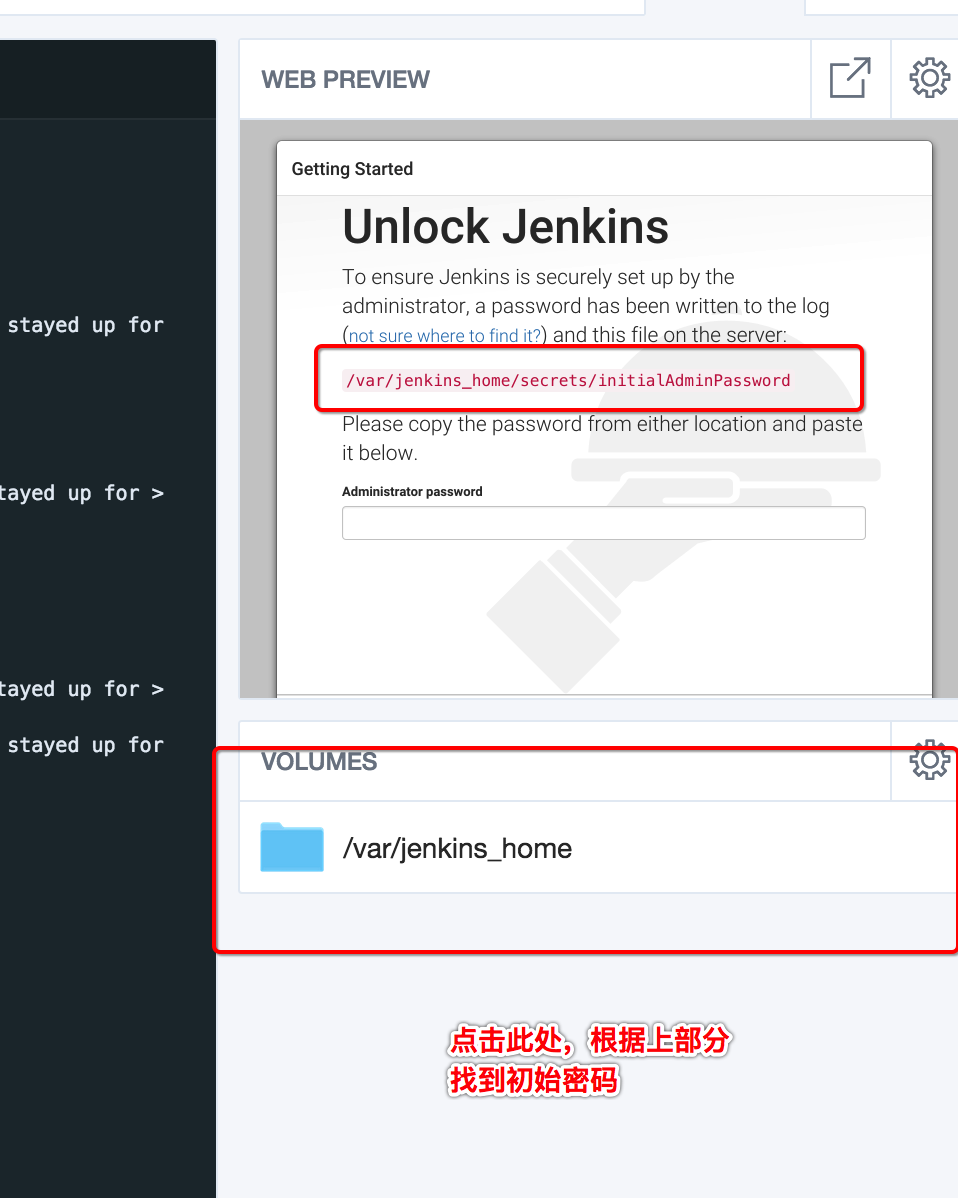 stayed up for
tayed up for >
tayed up for >
stayed up for
WEB PREVIEW
Getting Started
Unlock Jenkins
To ensure Jenkins is securely set up by the
administrator, a password has been written to the log
(not sure where to find it?) and this file on the server:
/var/jenkins_home/secrets/initialAdminPassword
Please copy the password from either location and paste
it below.
Administrator password
VOLUMES
/var/jenkins_home
点击此处，根据上部分
找到初始密码